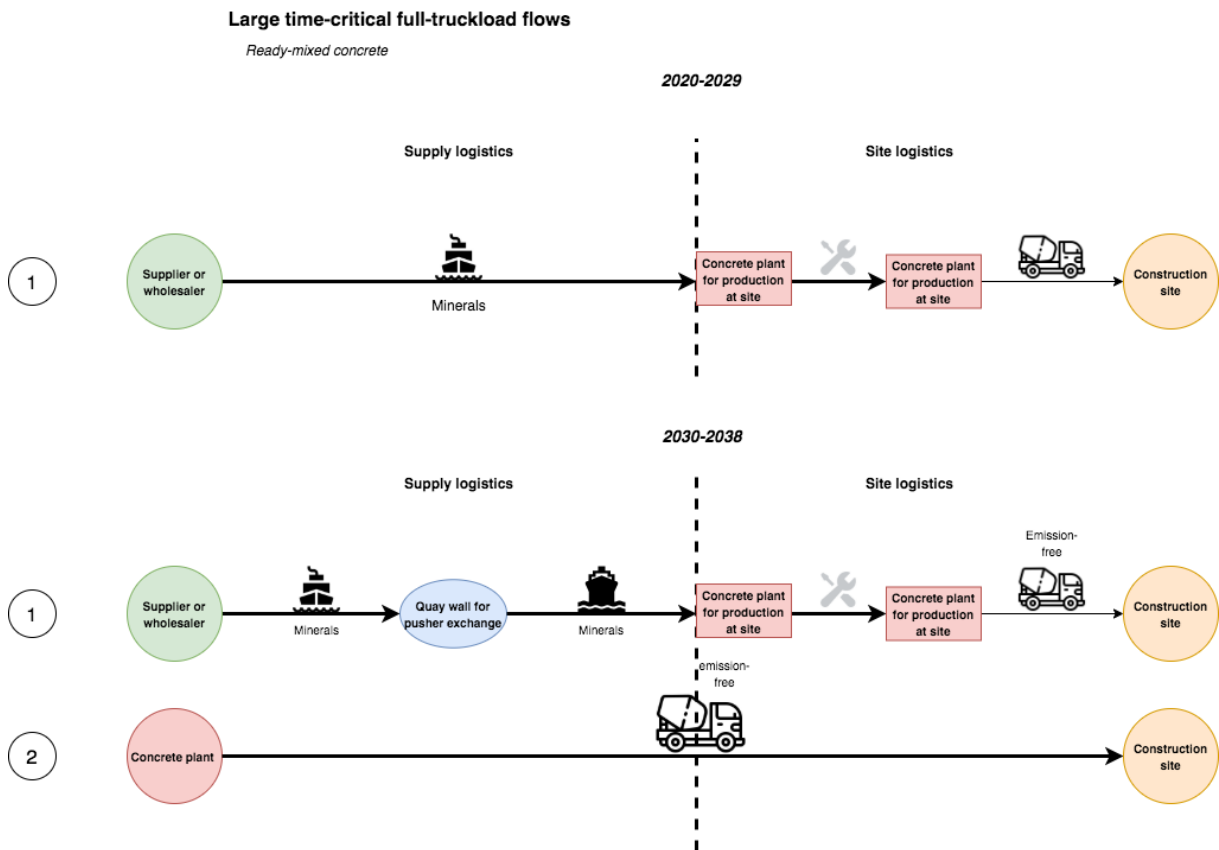 Large time-critical full-truckload flows
Ready-mixed concrete
2020-2029
Supply logistics
Site logistics
1
Supplier or
wholesaler
Minerals
Concrete plant
for production
at site
Concrete plant
for production
at site
Construction
site
2030-2038
Supply logistics
Site logistics
1
Supplier or
wholesaler
Minerals
Quay wall for
pusher exchange
Minerals
Concrete plant
for production
at site
Concrete plant
for production
at site
Emission-
free
Construction
site
2
Concrete plant
emission-
free
Construction
site